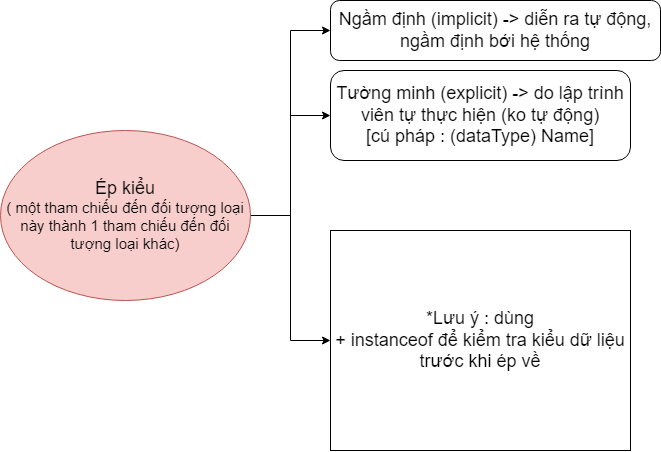 Ngầm định (implicit) -> diễn ra tự động,
ngầm định bới hệ thống
Tường minh (explicit) -> do lập trình
viên tự thực hiện (ko tự động)
[cú pháp : (dataType) Name]
Ép kiểu
( một tham chiếu đến đối tượng loại
này thành 1 tham chiếu đến đối
tượng loại khác)
*Lưu ý : dùng
+ instanceof để kiểm tra kiểu dữ liệu
trước khi ép về